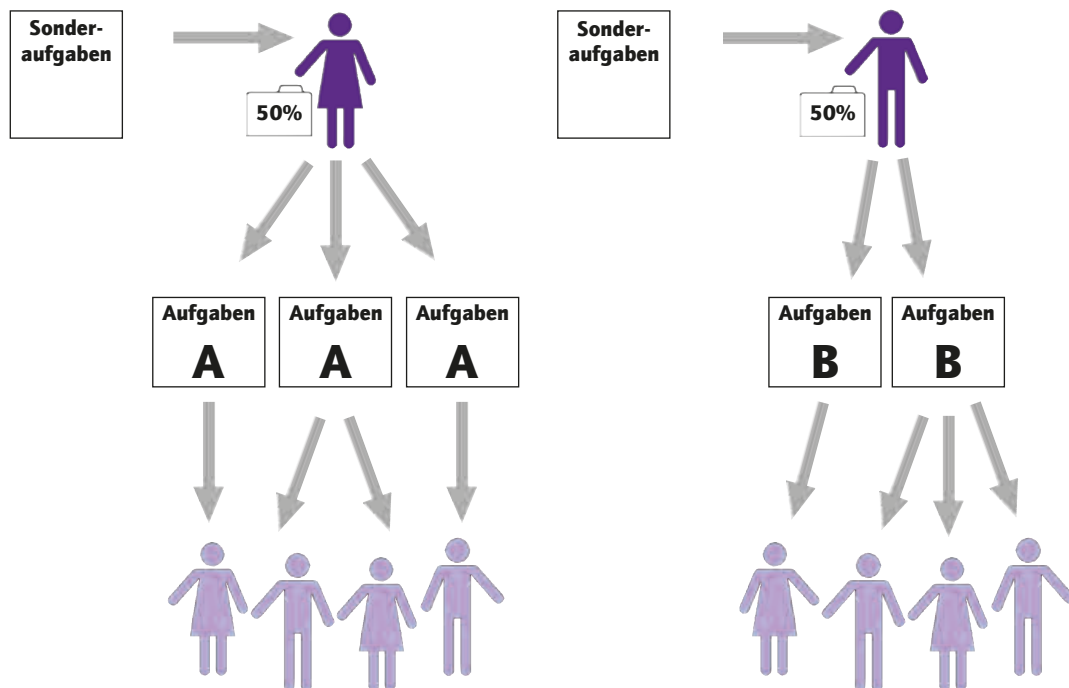 Sonder-
aufgaben
50%
Sonder-
aufgaben
50%
Aufgaben
A
Aufgaben
A
Aufgaben
A
Aufgaben
B
Aufgaben
B